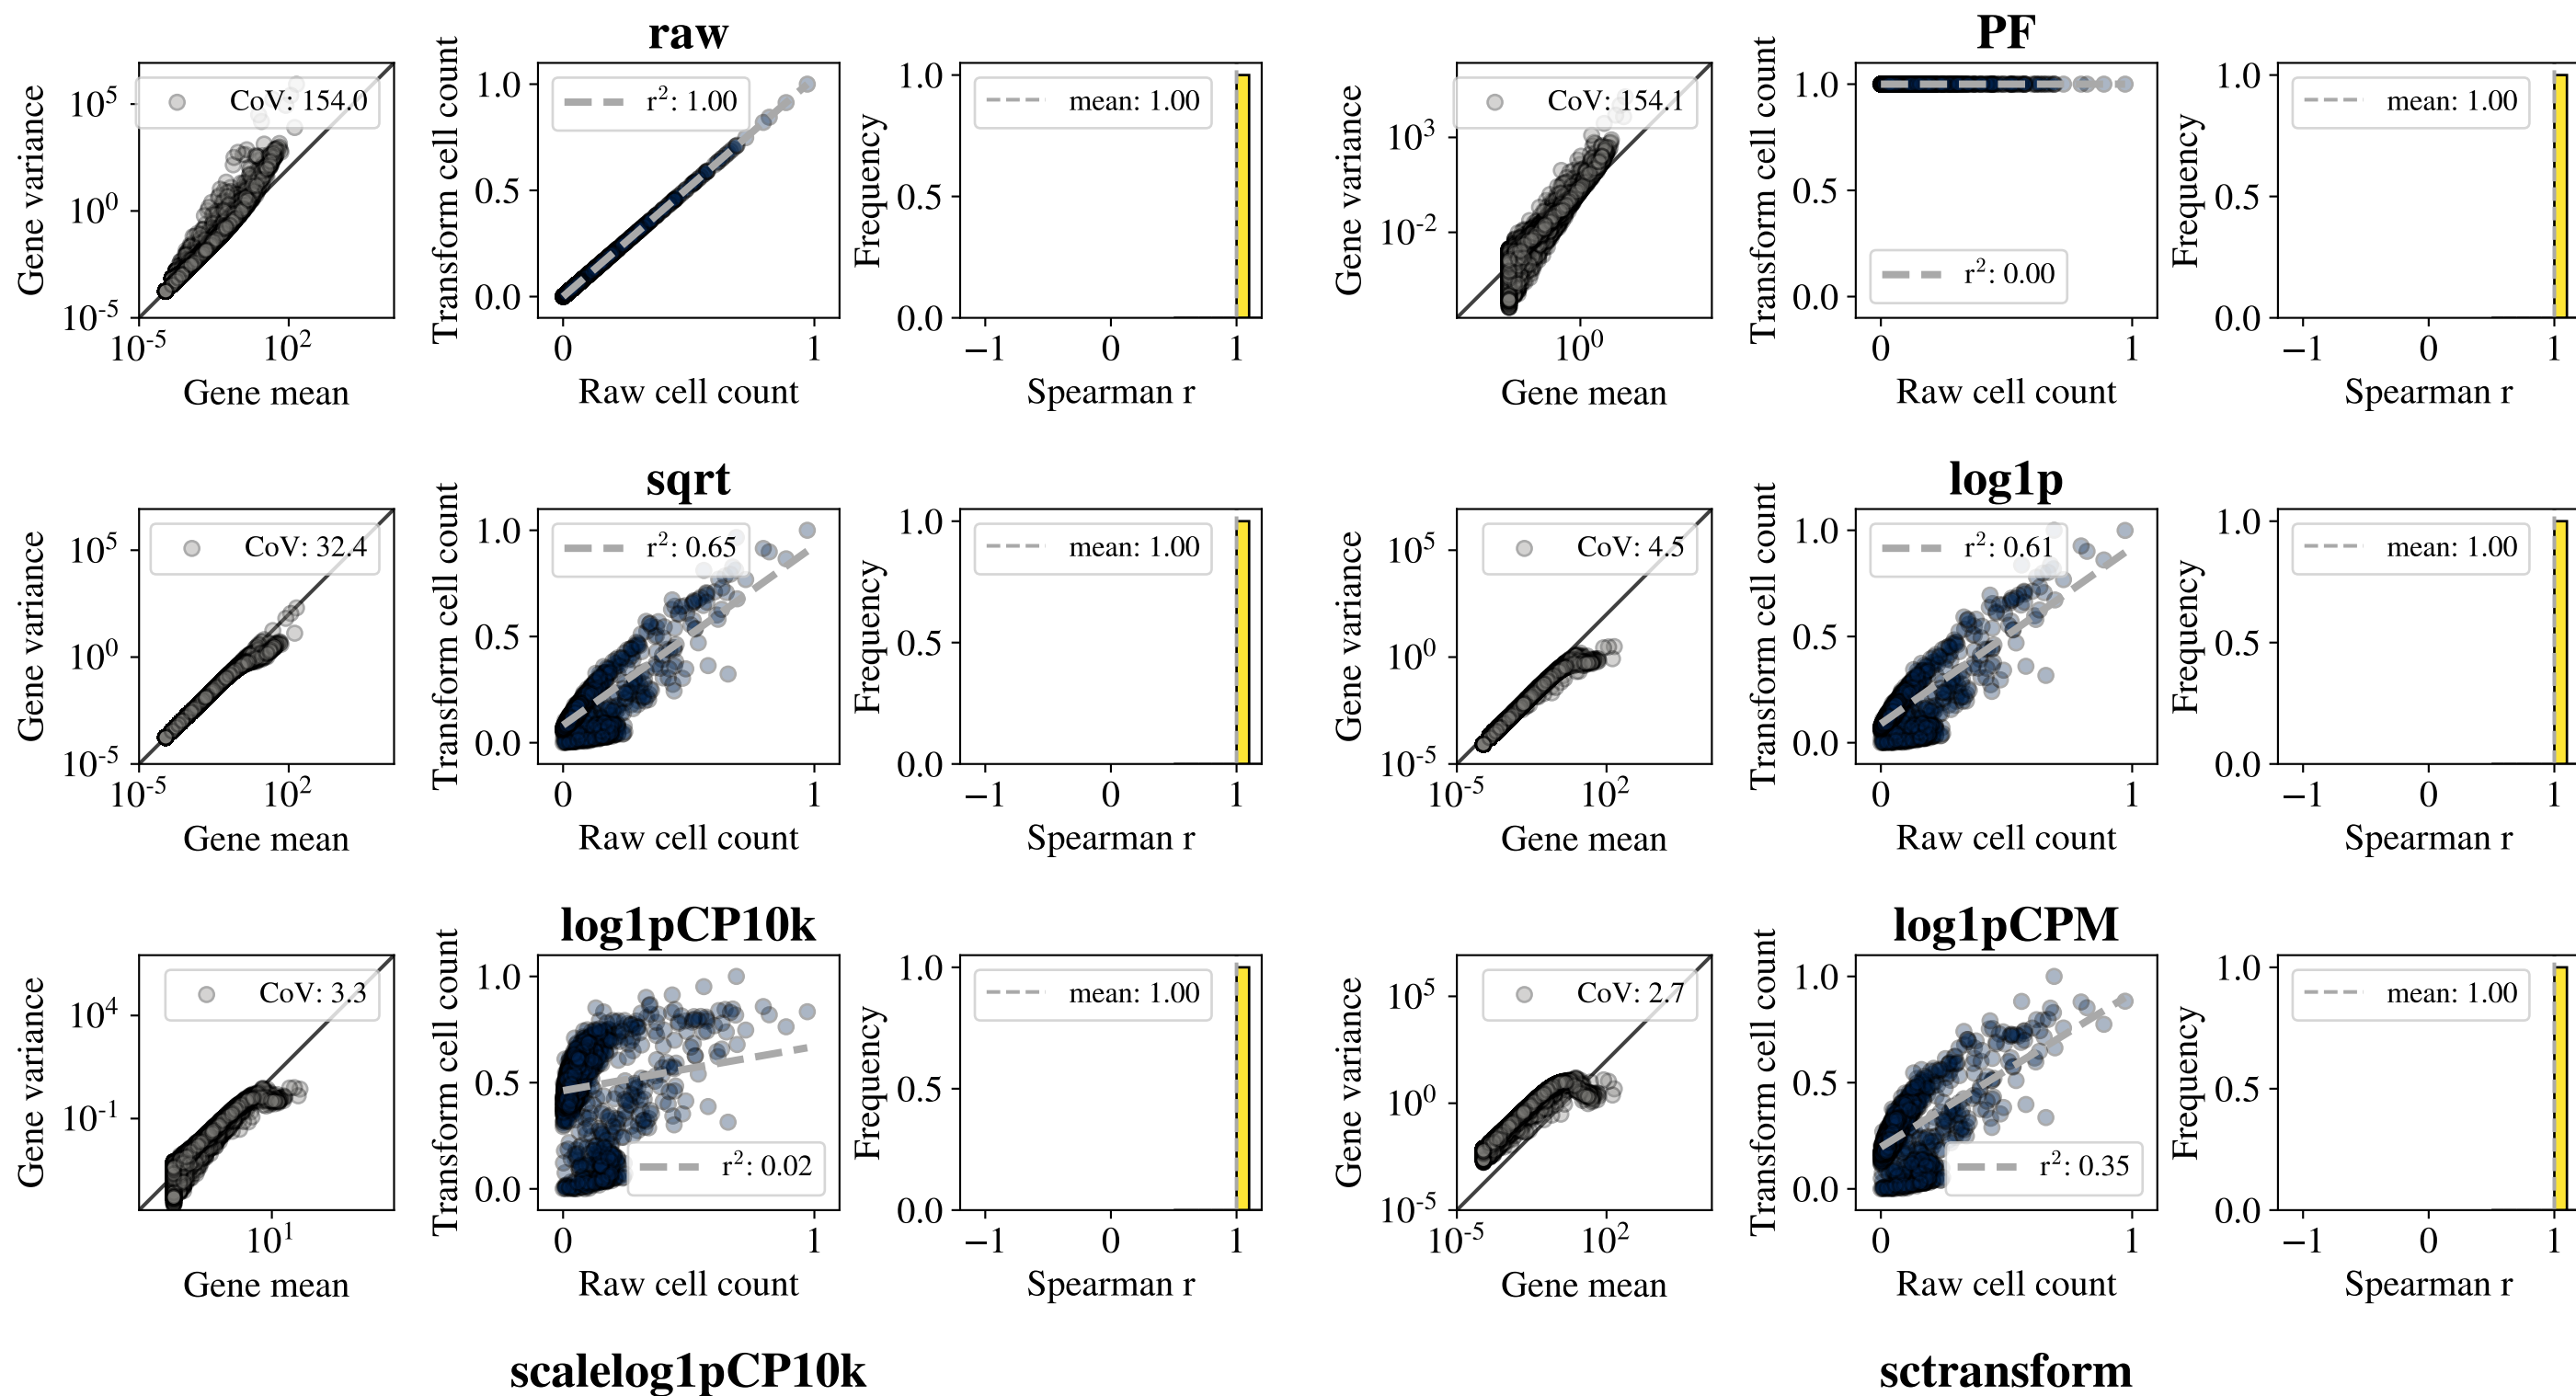 raw
Gene variance
10^5
10^0
10^-5
CoV: 154.0
10^-5
10^2
Gene mean
Transform cell count
1.0
0.5
0.0
r^2: 1.00
0
1
Raw cell count
Frequency
1.0
0.5
0.0
mean: 1.00
−1
0
1
Spearman r
PF
Gene variance
10^3
10^-2
CoV: 154.1
10^0
Gene mean
Transform cell count
1.0
0.5
0.0
r^2: 0.00
0
1
Raw cell count
Frequency
1.0
0.5
0.0
mean: 1.00
−1
0
1
Spearman r
sqrt
Gene variance
10^5
10^0
10^-5
CoV: 32.4
10^-5
10^2
Gene mean
Transform cell count
1.0
0.5
0.0
r^2: 0.65
0
1
Raw cell count
Frequency
1.0
0.5
0.0
mean: 1.00
−1
0
1
Spearman r
log1p
Gene variance
10^5
10^0
10^-5
CoV: 4.5
10^-5
10^2
Gene mean
Transform cell count
1.0
0.5
0.0
r^2: 0.61
0
1
Raw cell count
Frequency
1.0
0.5
0.0
mean: 1.00
−1
0
1
Spearman r
log1pCP10k
Gene variance
10^4
10^-1
CoV: 3.3
10^1
Gene mean
Transform cell count
1.0
0.5
0.0
r^2: 0.02
0
1
Raw cell count
Frequency
1.0
0.5
0.0
mean: 1.00
−1
0
1
Spearman r
log1pCPM
Gene variance
10^5
10^0
10^-5
CoV: 2.7
10^-5
10^2
Gene mean
Transform cell count
1.0
0.5
0.0
r^2: 0.35
0
1
Raw cell count
Frequency
1.0
0.5
0.0
mean: 1.00
−1
0
1
Spearman r
scalelog1pCP10k
sctransform